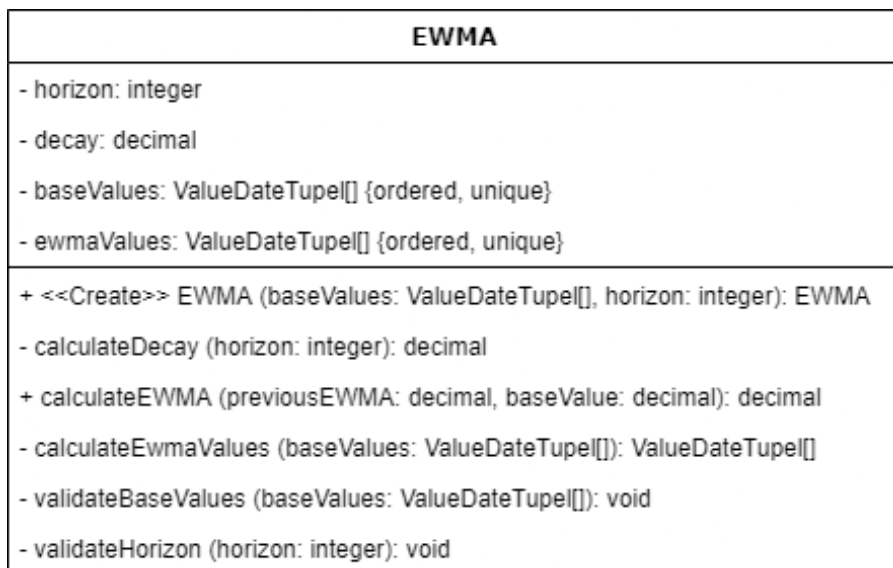 EWMA
- horizon: integer
- decay: decimal
- baseValues: ValueDateTupel[] {ordered, unique}
- ewmaValues: ValueDateTupel[] {ordered, unique}
+ <<Create>> EWMA (baseValues: ValueDateTupel[], horizon: integer): EWMA
- calculateDecay (horizon: integer): decimal
+ calculateEWMA (previousEWMA: decimal, baseValue: decimal): decimal
- calculateEwmaValues (baseValues: ValueDateTupel[]): ValueDateTupel[]
- validateBaseValues (baseValues: ValueDateTupel[]): void
- validateHorizon (horizon: integer): void